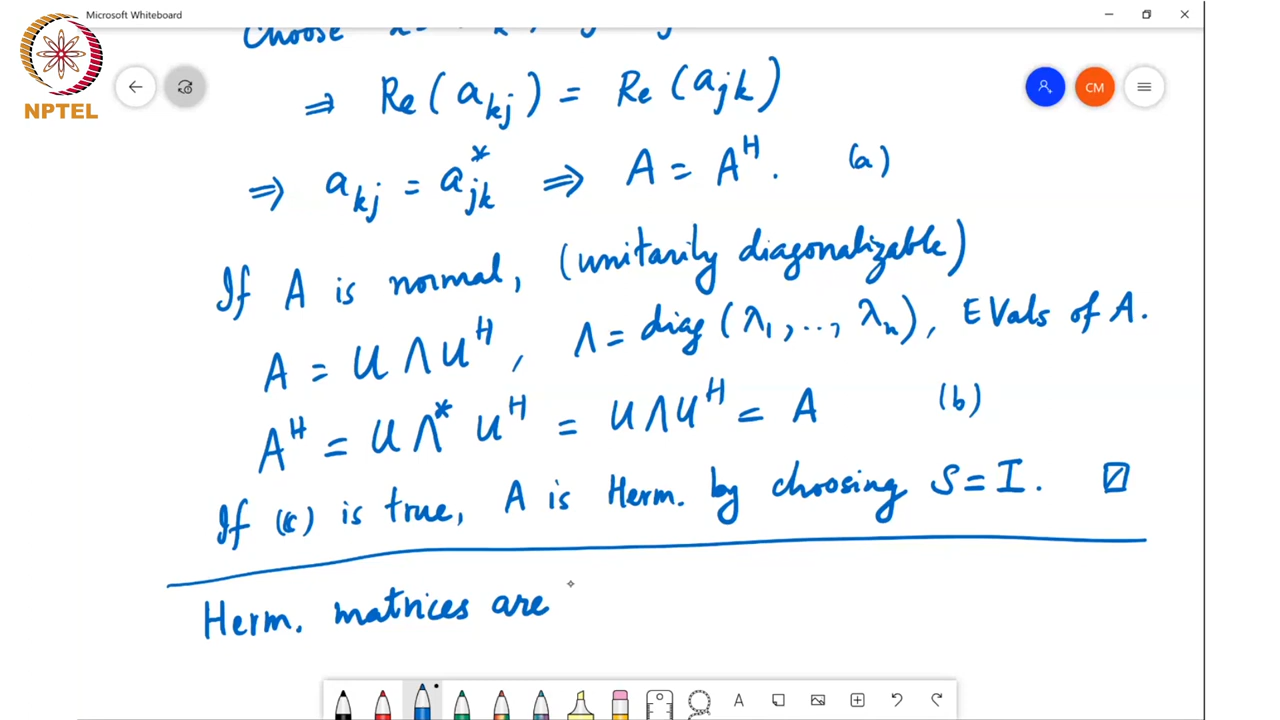 Microsoft Whiteboard
NPTEL
CM
Choose
⇒ Re(a_kj) = Re(a_jk)
⇒ a_kj = a*_jk ⇒ A = A^H. (a)
If A is normal, (unitarily diagonalizable)
A = U Λ U^H, Λ = diag(λ_1, .., λ_n), EVals of A.
A^H = U Λ* U^H = U Λ U^H = A (b)
If (c) is true, A is Herm. by choosing S = I.
Herm. matrices are
A